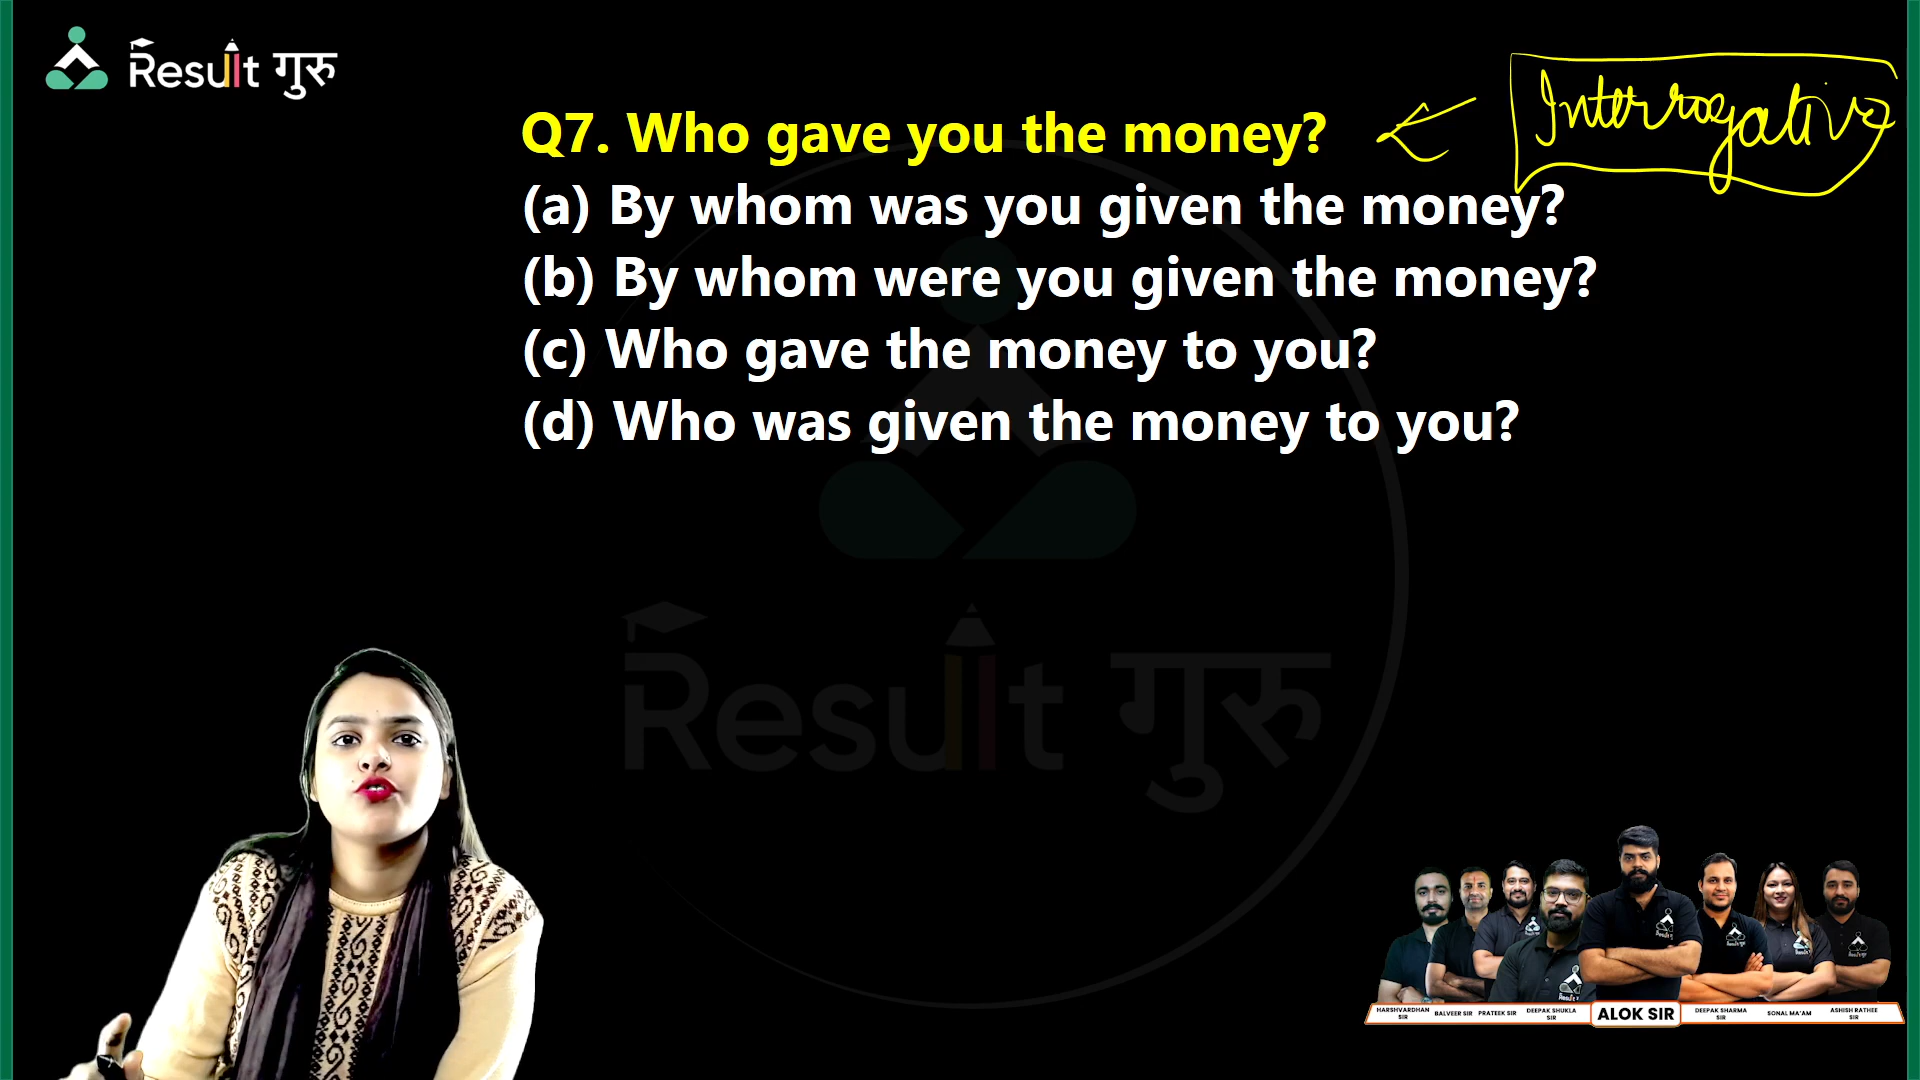 Result गुरु
Q7. Who gave you the money?
Interrogative
(a) By whom was you given the money?
(b) By whom were you given the money?
(c) Who gave the money to you?
(d) Who was given the money to you?
Result गुरु
HARSHVARDHAN SIR
BALVEER SIR
PRATEEK SIR
DEEPAK SHUKLA SIR
ALOK SIR
DEEPAK SHARMA SIR
SONAL MA'AM
ASHISH RATHEE SIR